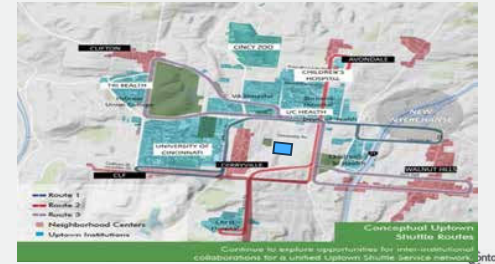 CLIFTON
CINCY ZOO
AVONDALE
CHILDREN'S
HOSPITAL
TRI HEALTH
VA Hospital
UC HEALTH
NEW
INTERCHANGE
UNIVERSITY OF
CINCINNATI
CORRYVILLE
WALNUT HILLS
CUF
Route 1
Route 2
Route 3
Neighborhood Centers
Uptown Institutions
Conceptual Uptown
Shuttle Routes
Continue to explore opportunities for inter-institutional
collaborations for a unified Uptown Shuttle Service network.